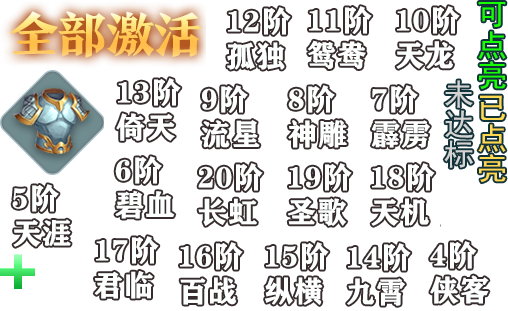 全部激活
12阶
孤独
11阶
鸳鸯
10阶
天龙
可点亮
已点亮
未达标
13阶
倚天
9阶
流星
8阶
神雕
7阶
霹雳
6阶
碧血
20阶
长虹
19阶
圣歌
18阶
天机
5阶
天涯
17阶
君临
16阶
百战
15阶
纵横
14阶
九霄
4阶
侠客